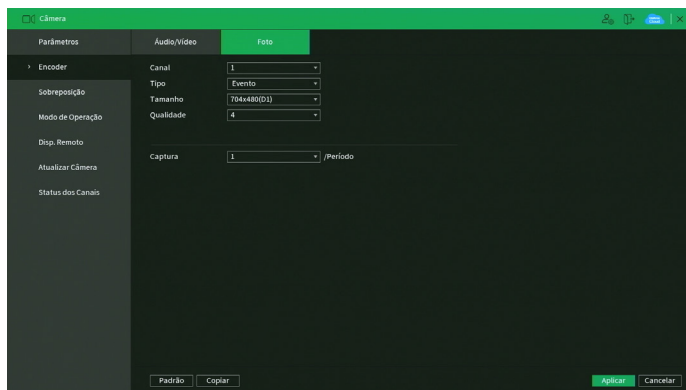 Câmera
Parâmetros
Áudio/Vídeo
Foto
Encoder
Canal
1
Tipo
Evento
Sobreposição
Tamanho
704x480(D1)
Modo de Operação
Qualidade
4
Disp. Remoto
Captura
1
/Período
Atualizar Câmera
Status dos Canais
Padrão
Copiar
Aplicar
Cancelar